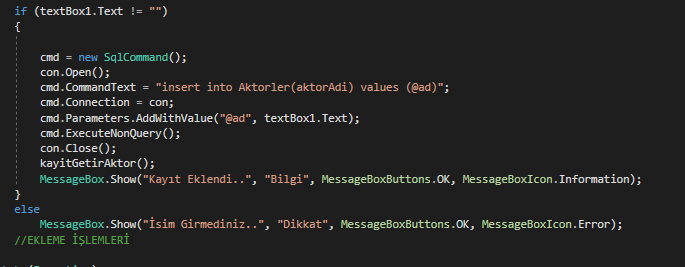 if (textBox1.Text != "")
{
cmd = new SqlCommand();
con.Open();
cmd.CommandText = "insert into Aktorler(aktorAdi) values (@ad)";
cmd.Connection = con;
cmd.Parameters.AddWithValue("@ad", textBox1.Text);
cmd.ExecuteNonQuery();
con.Close();
kayitGetirAktor();
MessageBox.Show("Kayıt Eklendi..", "Bilgi", MessageBoxButtons.OK, MessageBoxIcon.Information);
}
else
MessageBox.Show("İsim Girmediniz..", "Dikkat", MessageBoxButtons.OK, MessageBoxIcon.Error);
//EKLEME İŞLEMLERİ